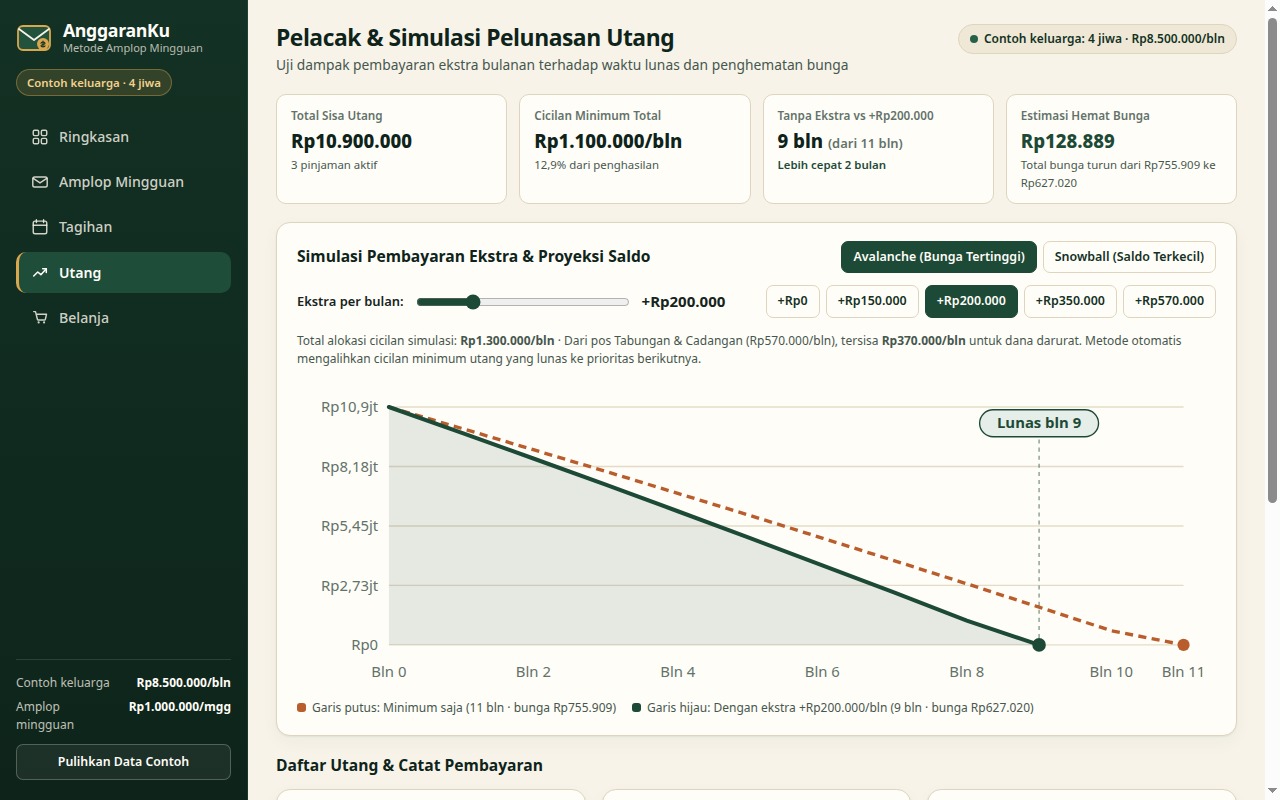 AnggaranKu
Metode Amplop Mingguan
Contoh keluarga · 4 jiwa
Ringkasan
Amplop Mingguan
Tagihan
Utang
Belanja
Contoh keluarga Rp8.500.000/bln
Amplop mingguan Rp1.000.000/mgg
Pulihkan Data Contoh
Pelacak & Simulasi Pelunasan Utang
Uji dampak pembayaran ekstra bulanan terhadap waktu lunas dan penghematan bunga
Contoh keluarga: 4 jiwa · Rp8.500.000/bln
Total Sisa Utang
Rp10.900.000
3 pinjaman aktif
Cicilan Minimum Total
Rp1.100.000/bln
12,9% dari penghasilan
Tanpa Ekstra vs +Rp200.000
9 bln (dari 11 bln)
Lebih cepat 2 bulan
Estimasi Hemat Bunga
Rp128.889
Total bunga turun dari Rp755.909 ke
Rp627.020
Simulasi Pembayaran Ekstra & Proyeksi Saldo
Avalanche (Bunga Tertinggi) Snowball (Saldo Terkecil)
Ekstra per bulan: +Rp200.000
+Rp0 +Rp150.000 +Rp200.000 +Rp350.000 +Rp570.000
Total alokasi cicilan simulasi: Rp1.300.000/bln · Dari pos Tabungan & Cadangan (Rp570.000/bln), tersisa Rp370.000/bln untuk dana darurat. Metode otomatis
mengalihkan cicilan minimum utang yang lunas ke prioritas berikutnya.
Rp10,9jt
Lunas bln 9
Rp8,18jt
Rp5,45jt
Rp2,73jt
Rp0
Bln 0 Bln 2 Bln 4 Bln 6 Bln 8 Bln 10 Bln 11
Garis putus: Minimum saja (11 bln · bunga Rp755.909) Garis hijau: Dengan ekstra +Rp200.000/bln (9 bln · bunga Rp627.020)
Daftar Utang & Catat Pembayaran